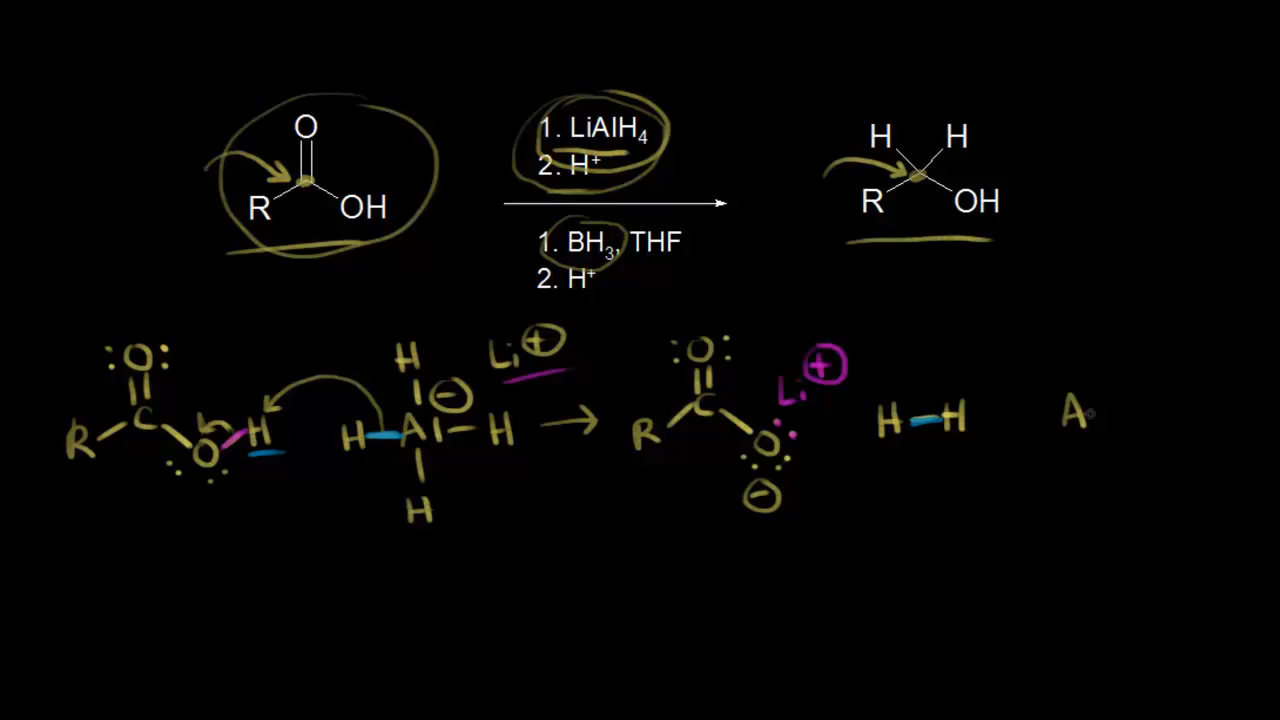 O
R OH
1. LiAlH₄
2. H⁺
1. BH₃, THF
2. H⁺
H H
R OH
O
R C O H
H
H Al H
H
⊖
Li ⊕
O
R C O
⊖
Li ⊕
H H
A